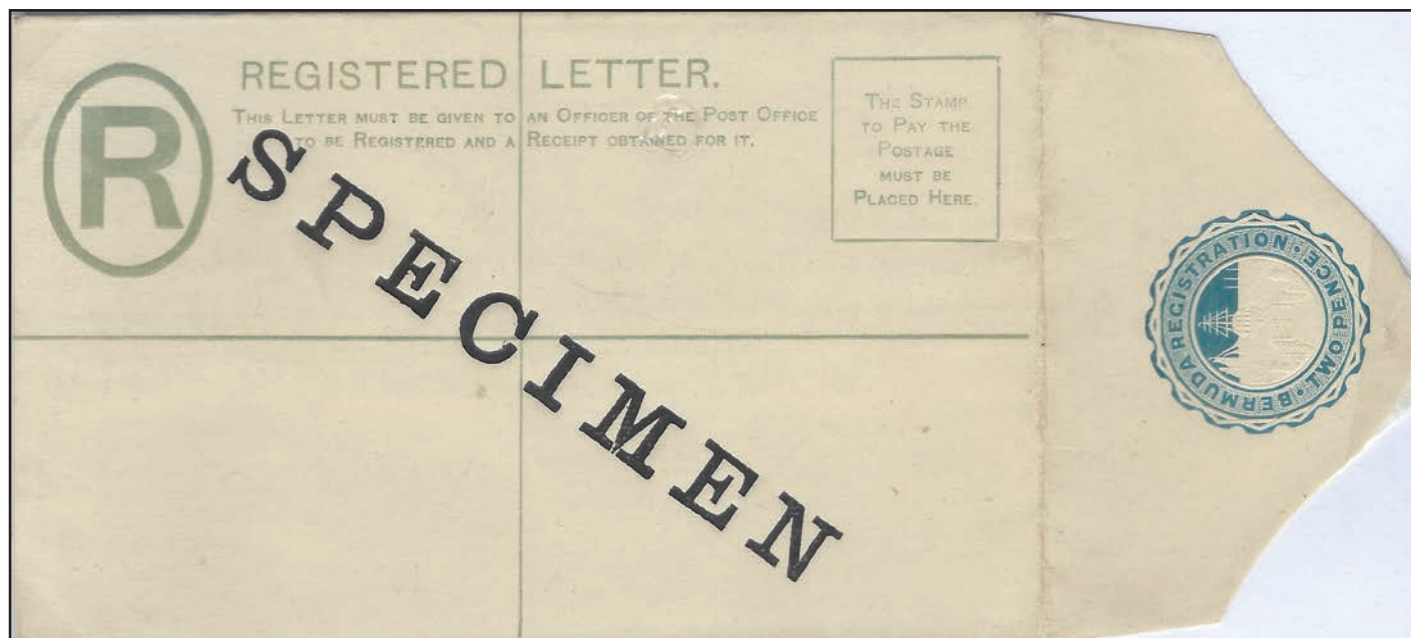 REGISTERED LETTER.
THIS LETTER MUST BE GIVEN TO AN OFFICER OF THE POST OFFICE
TO BE REGISTERED AND A RECEIPT OBTAINED FOR IT.
R
THE STAMP
TO PAY THE
POSTAGE
MUST BE
PLACED HERE.
SPECIMEN
BERMUDA REGISTRATION · TWO PENCE ·